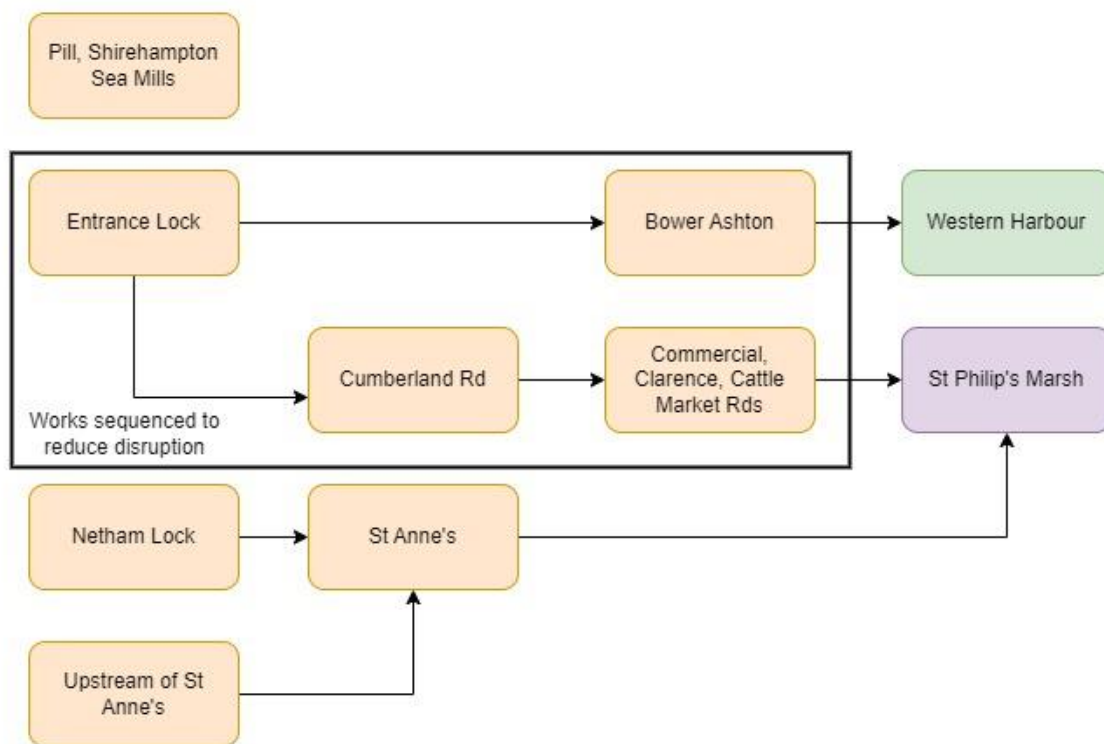 Pill, Shirehampton
Sea Mills
Entrance Lock
Bower Ashton
Western Harbour
Cumberland Rd
Commercial,
Clarence, Cattle
Market Rds
St Philip's Marsh
Works sequenced to
reduce disruption
Netham Lock
St Anne's
Upstream of St
Anne's